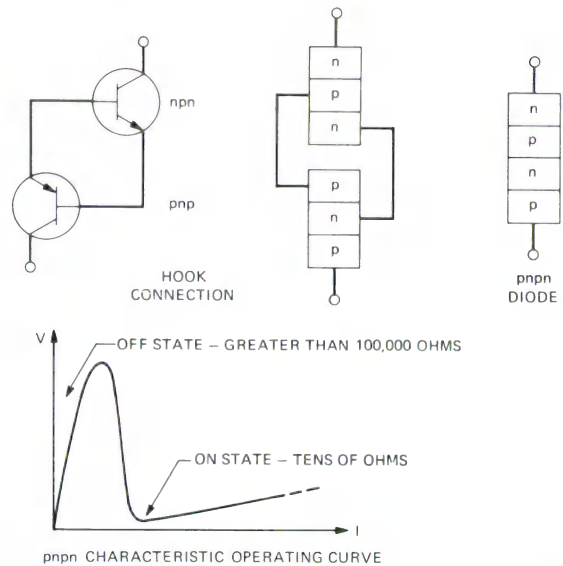 npn
pnp
HOOK
CONNECTION
n
p
n
p
n
p
n
p
n
p
pnpn
DIODE
V
OFF STATE – GREATER THAN 100,000 OHMS
ON STATE – TENS OF OHMS
I
pnpn CHARACTERISTIC OPERATING CURVE